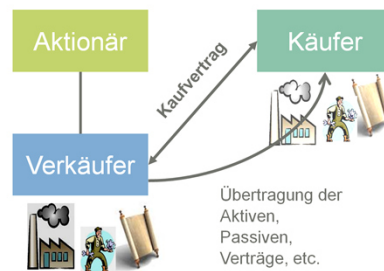 Aktionär
Käufer
Kaufvertrag
Verkäufer
Übertragung der
Aktiven,
Passiven,
Verträge, etc.